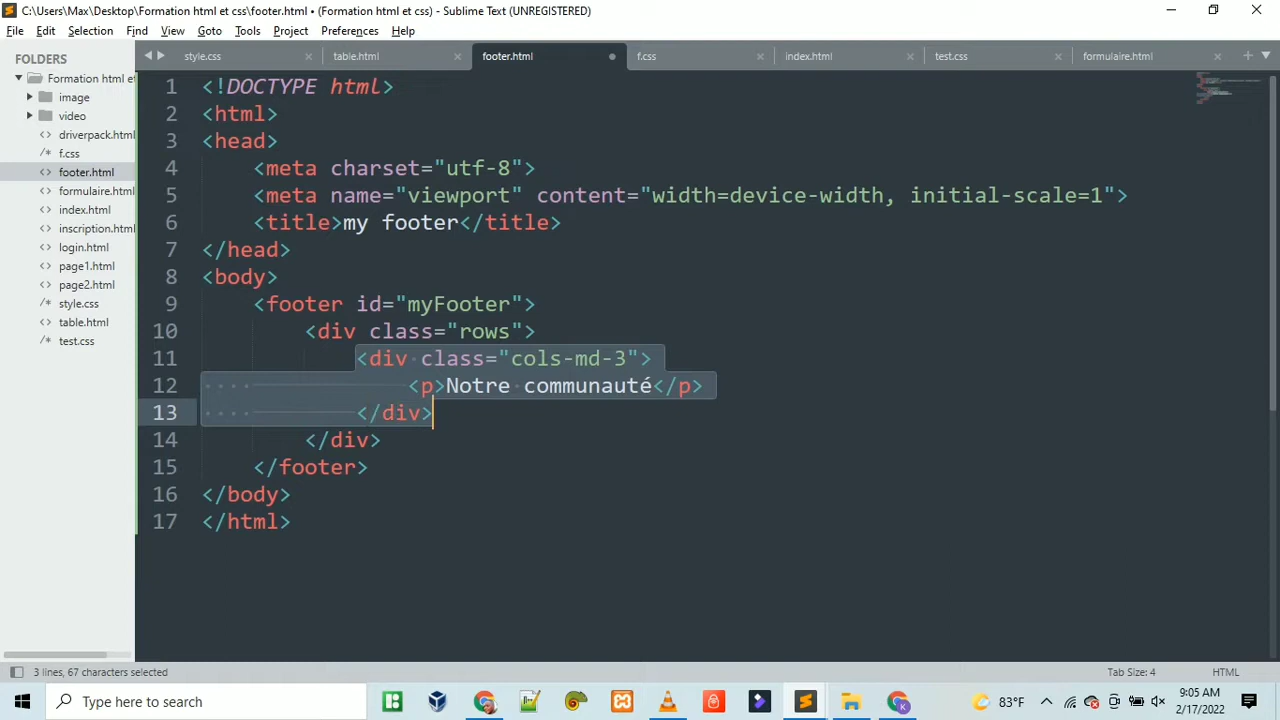 C:\Users\Max\Desktop\Formation html et css\footer.html • (Formation html et css) - Sublime Text (UNREGISTERED)
File Edit Selection Find View Goto Tools Project Preferences Help
FOLDERS
Formation html et
image
video
driverpack.html
f.css
footer.html
formulaire.html
index.html
inscription.html
login.html
page1.html
page2.html
style.css
table.html
test.css
style.css table.html footer.html f.css index.html test.css formulaire.html
1 <!DOCTYPE html>
2 <html>
3 <head>
4 <meta charset="utf-8">
5 <meta name="viewport" content="width=device-width, initial-scale=1">
6 <title>my footer</title>
7 </head>
8 <body>
9 <footer id="myFooter">
10 <div class="rows">
11 <div class="cols-md-3">
12 <p>Notre communauté</p>
13 </div>
14 </div>
15 </footer>
16 </body>
17 </html>
3 lines, 67 characters selected
Tab Size: 4 HTML
Type here to search
83°F
9:05 AM
2/17/2022